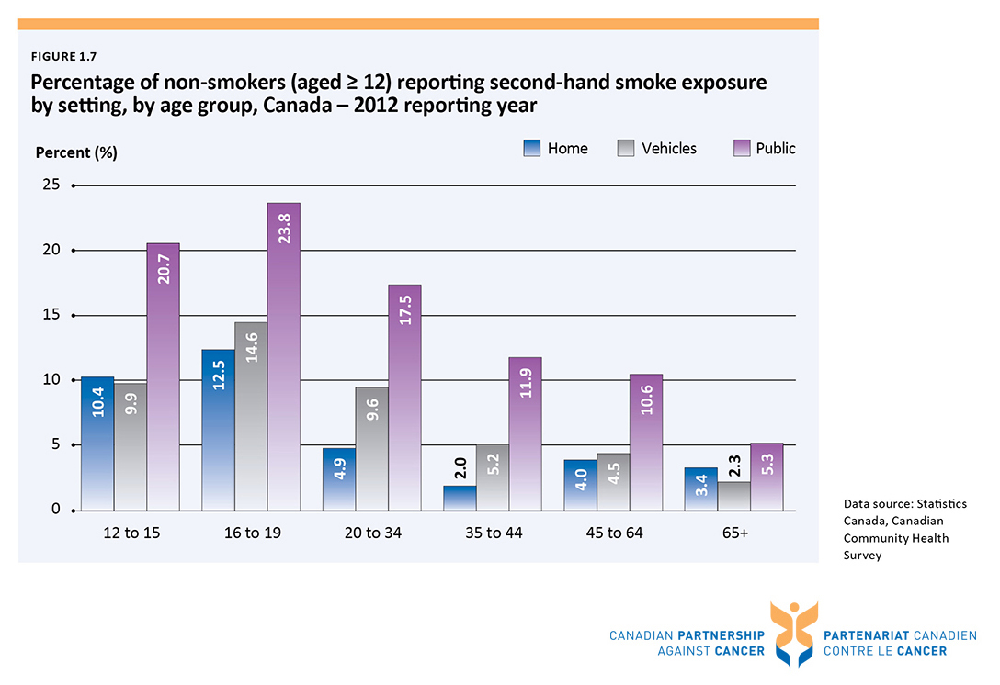 FIGURE 1.7
Percentage of non-smokers (aged ≥ 12) reporting second-hand smoke exposure
by setting, by age group, Canada – 2012 reporting year
Percent (%)
Home
Vehicles
Public
25
20
15
10
5
0
10.4
9.9
20.7
12.5
14.6
23.8
4.9
9.6
17.5
2.0
5.2
11.9
4.0
4.5
10.6
3.4
2.3
5.3
12 to 15
16 to 19
20 to 34
35 to 44
45 to 64
65+
Data source: Statistics
Canada, Canadian
Community Health
Survey
CANADIAN PARTNERSHIP
AGAINST CANCER
PARTENARIAT CANADIEN
CONTRE LE CANCER